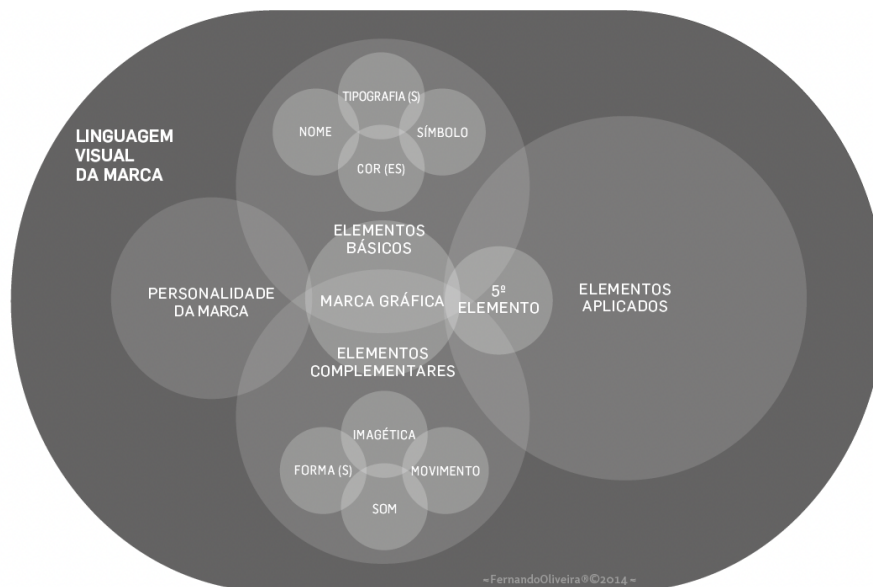 TIPOGRAFIA (S)
NOME
SÍMBOLO
COR (ES)
LINGUAGEM
VISUAL
DA MARCA
ELEMENTOS
BÁSICOS
PERSONALIDADE
DA MARCA
MARCA GRÁFICA
5º
ELEMENTO
ELEMENTOS
APLICADOS
ELEMENTOS
COMPLEMENTARES
IMAGÉTICA
FORMA (S)
MOVIMENTO
SOM
=FernandoOliveira®©2014=